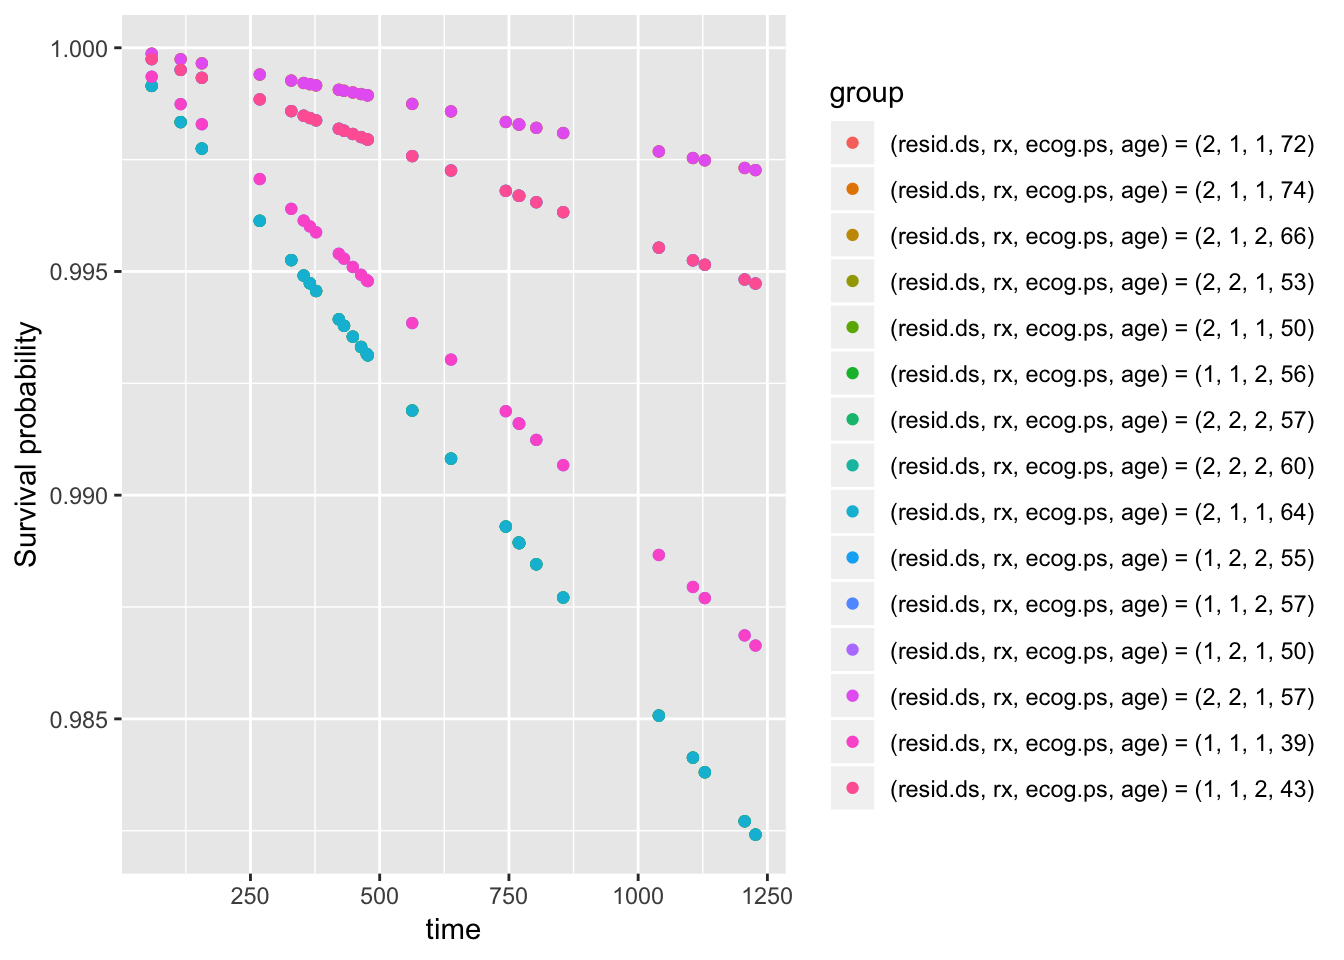 1.000
0.995
0.990
0.985
Survival probability
250 500 750 1000 1250
time
group
(resid.ds, rx, ecog.ps, age) = (2, 1, 1, 72)
(resid.ds, rx, ecog.ps, age) = (2, 1, 1, 74)
(resid.ds, rx, ecog.ps, age) = (2, 1, 2, 66)
(resid.ds, rx, ecog.ps, age) = (2, 2, 1, 53)
(resid.ds, rx, ecog.ps, age) = (2, 1, 1, 50)
(resid.ds, rx, ecog.ps, age) = (1, 1, 2, 56)
(resid.ds, rx, ecog.ps, age) = (2, 2, 2, 57)
(resid.ds, rx, ecog.ps, age) = (2, 2, 2, 60)
(resid.ds, rx, ecog.ps, age) = (2, 1, 1, 64)
(resid.ds, rx, ecog.ps, age) = (1, 2, 2, 55)
(resid.ds, rx, ecog.ps, age) = (1, 1, 2, 57)
(resid.ds, rx, ecog.ps, age) = (1, 2, 1, 50)
(resid.ds, rx, ecog.ps, age) = (2, 2, 1, 57)
(resid.ds, rx, ecog.ps, age) = (1, 1, 1, 39)
(resid.ds, rx, ecog.ps, age) = (1, 1, 2, 43)